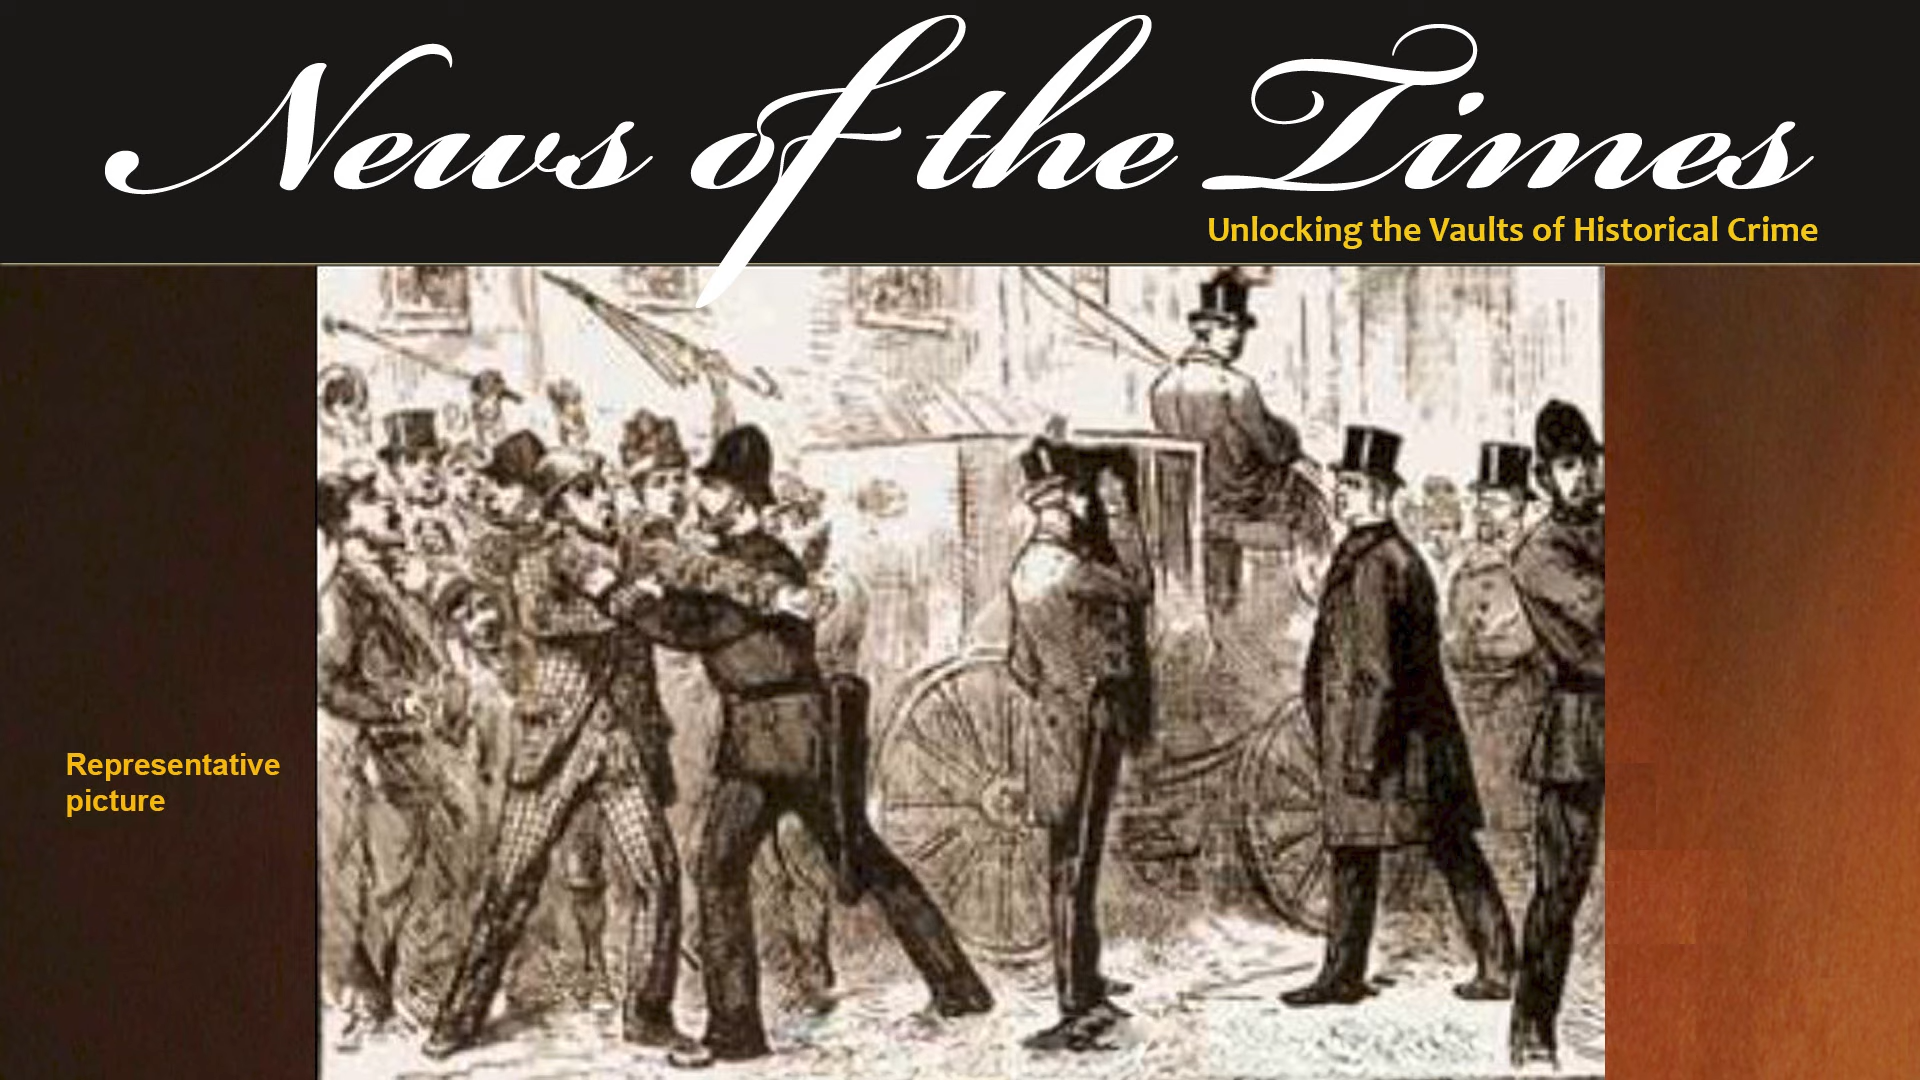 News of the Times
Unlocking the Vaults of Historical Crime
Representative
picture